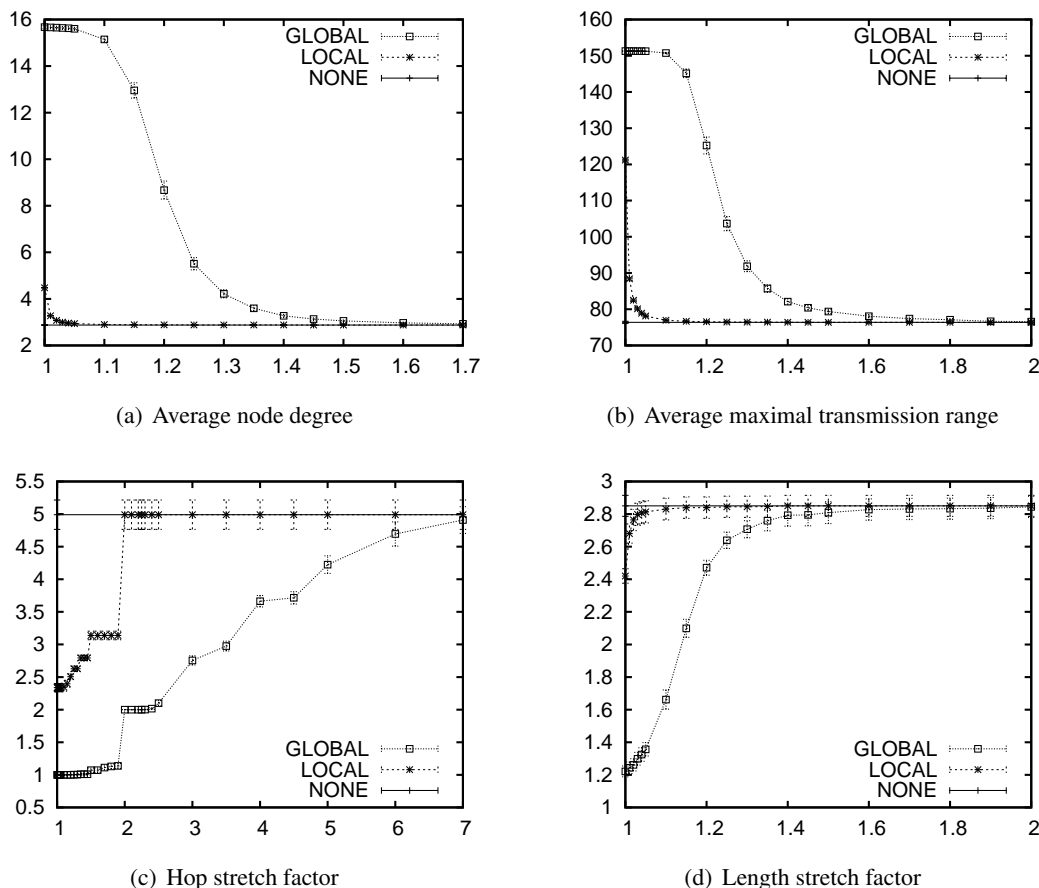 16
14
12
10
8
6
4
2
1 1.1 1.2 1.3 1.4 1.5 1.6 1.7
GLOBAL
LOCAL
NONE
(a) Average node degree
160
150
140
130
120
110
100
90
80
70
1 1.2 1.4 1.6 1.8 2
GLOBAL
LOCAL
NONE
(b) Average maximal transmission range
5.5
5
4.5
4
3.5
3
2.5
2
1.5
1
0.5
1 2 3 4 5 6 7
GLOBAL
LOCAL
NONE
(c) Hop stretch factor
3
2.8
2.6
2.4
2.2
2
1.8
1.6
1.4
1.2
1
1 1.2 1.4 1.6 1.8 2
GLOBAL
LOCAL
NONE
(d) Length stretch factor